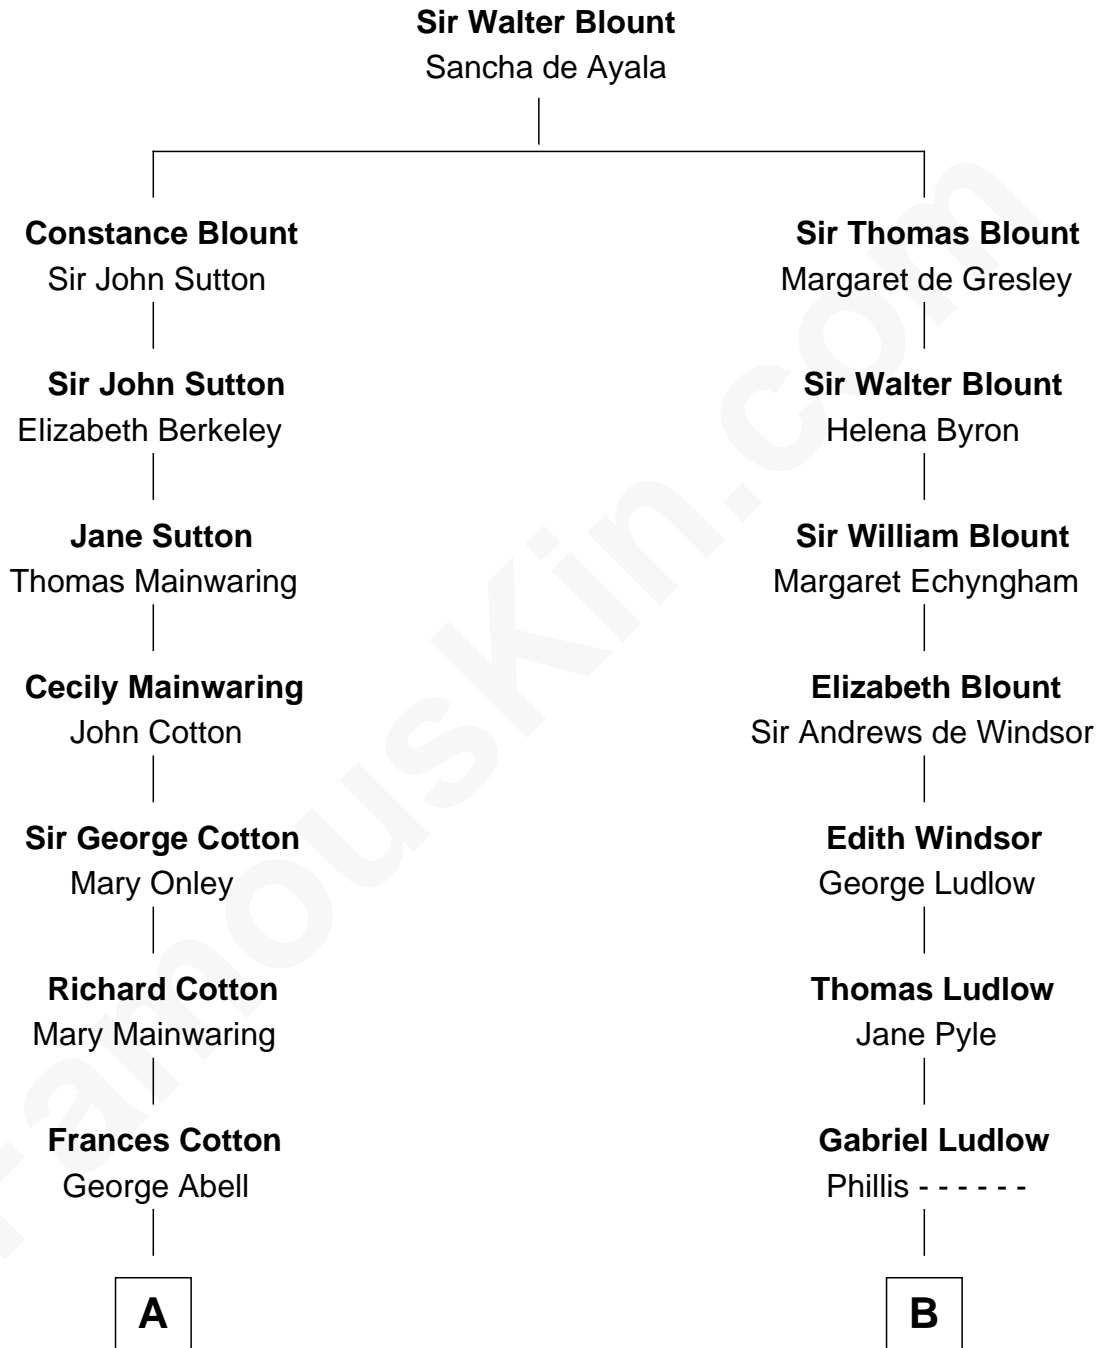 Sir Walter Blount
Sancha de Ayala
Constance Blount
Sir John Sutton
Sir Thomas Blount
Margaret de Gresley
Sir John Sutton
Elizabeth Berkeley
Sir Walter Blount
Helena Byron
Jane Sutton
Thomas Mainwaring
Sir William Blount
Margaret Echyngham
Cecily Mainwaring
John Cotton
Elizabeth Blount
Sir Andrews de Windsor
Sir George Cotton
Mary Onley
Edith Windsor
George Ludlow
Richard Cotton
Mary Mainwaring
Thomas Ludlow
Jane Pyle
Frances Cotton
George Abell
Gabriel Ludlow
Phillis - - - - - -
A
B
FamousKin.com